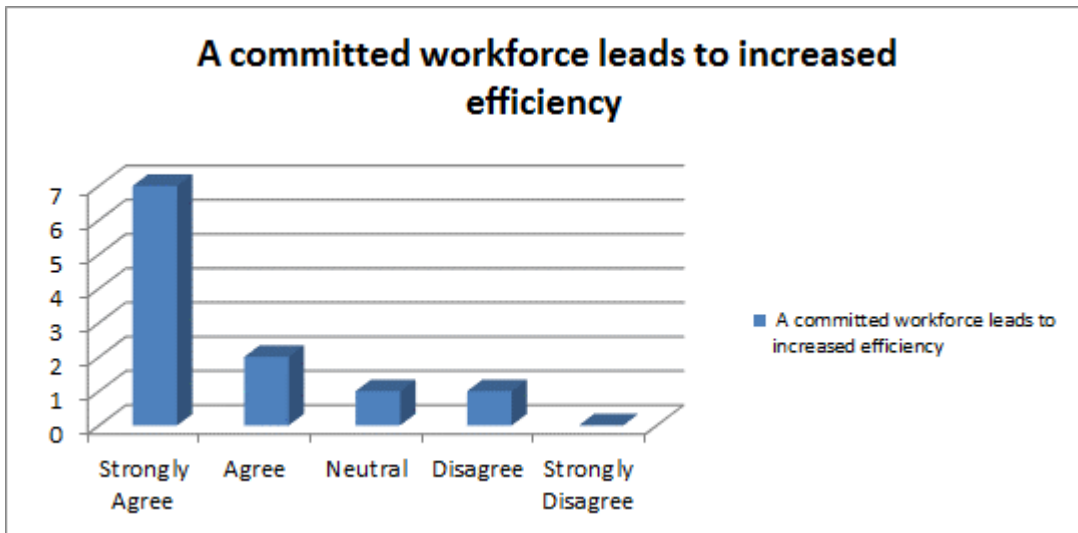 A committed workforce leads to increased
efficiency
7
6
5
4
3
2
1
0
Strongly
Agree
Agree
Neutral
Disagree
Strongly
Disagree
A committed workforce leads to
increased efficiency